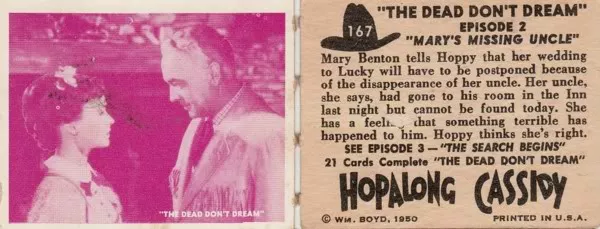 "THE DEAD DON'T DREAM"
167
"THE DEAD DON'T DREAM"
EPISODE 2
"MARY'S MISSING UNCLE"
Mary Benton tells Hoppy that her wedding
to Lucky will have to be postponed because
of the disappearance of her uncle. Her uncle,
she says, had gone to his room in the Inn
last night but cannot be found today. She
has a feeling that something terrible has
happened to him. Hoppy thinks she's right.
SEE EPISODE 3 — "THE SEARCH BEGINS"
21 Cards Complete "THE DEAD DON'T DREAM"
HOPALONG CASSIDY
© WM. BOYD, 1950 PRINTED IN U.S.A.